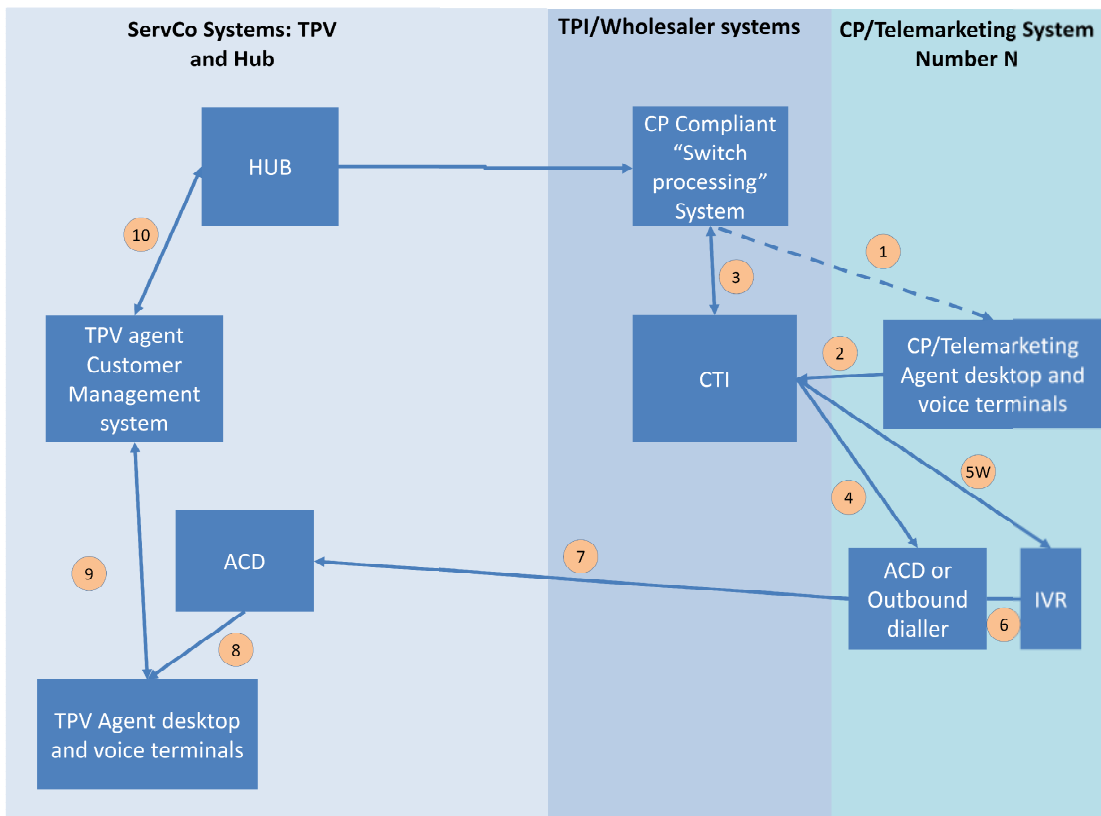 ServCo Systems: TPV
and Hub
TPI/Wholesaler systems
CP/Telemarketing System
Number N
HUB
CP Compliant
“Switch
processing”
System
10
1
3
TPV agent
Customer
Management
system
CTI
2
CP/Telemarketing
Agent desktop and
voice terminals
5W
4
9
ACD
7
ACD or
Outbound
dialler
IVR
6
8
TPV Agent desktop
and voice terminals